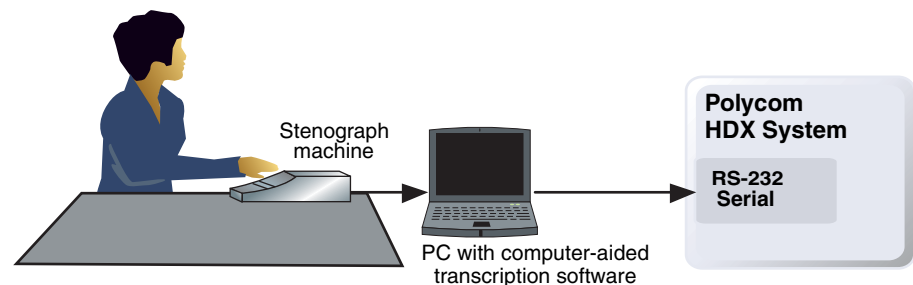 Stenograph
machine
Polycom
HDX System
RS-232
Serial
PC with computer-aided
transcription software